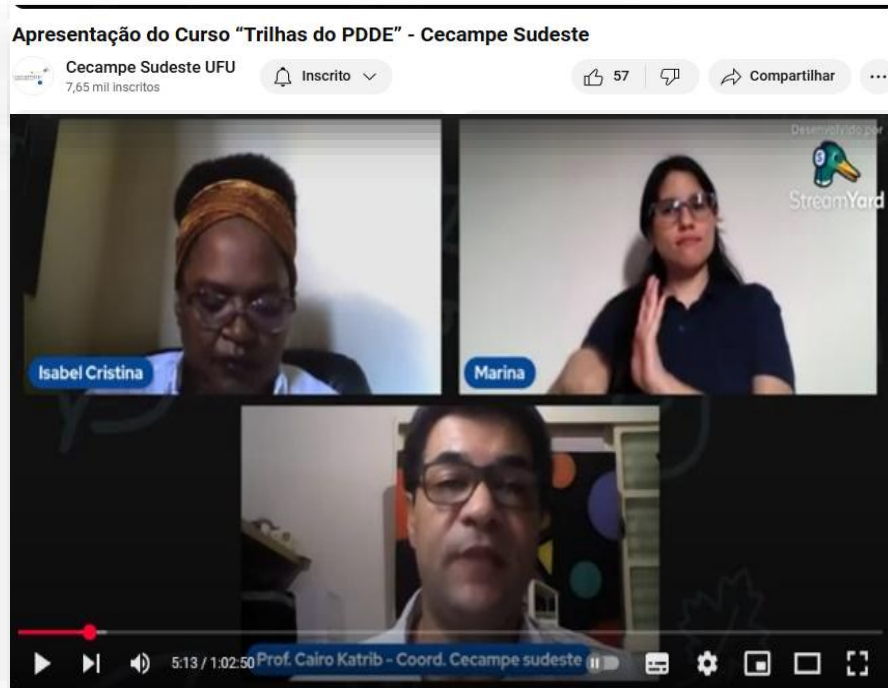 Apresentação do Curso “Trilhas do PDDE” - Cecampe Sudeste
Cecampe Sudeste UFU
7,65 mil inscritos
Inscrito
57
Compartilhar
Desenvolvido por
StreamYard
Isabel Cristina
Marina
5:13 / 1:02:50
Prof. Cairo Katrib - Coord. Cecampe sudeste